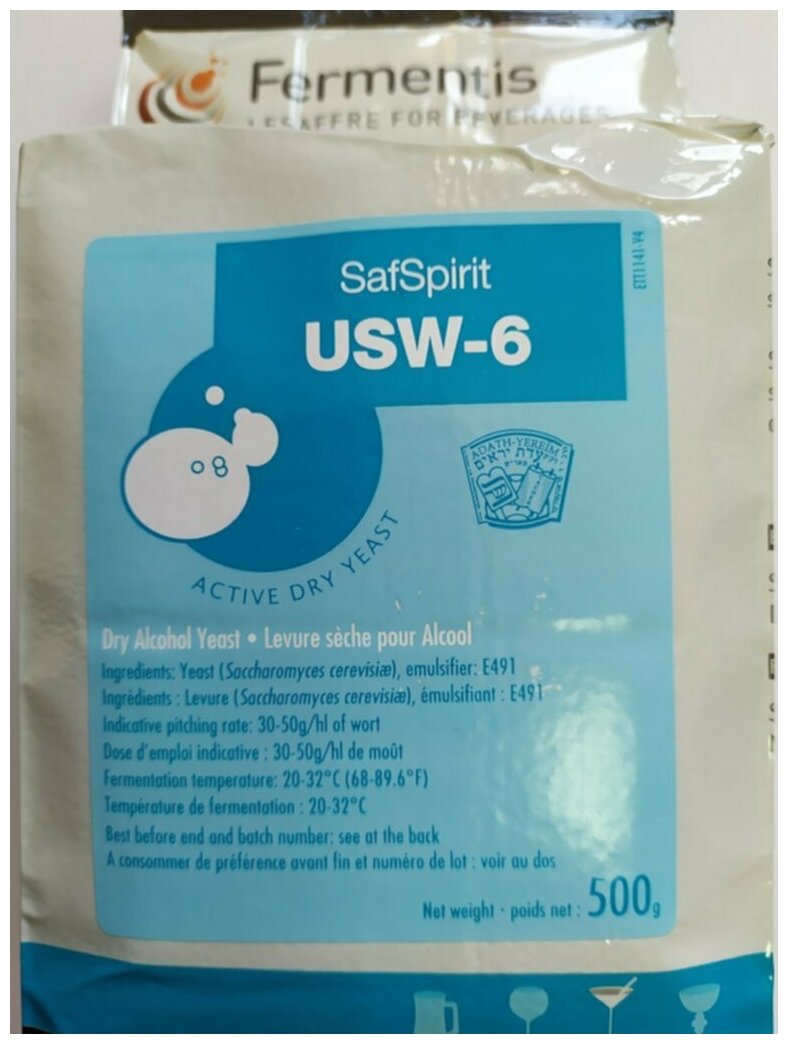 Fermentis
LESAFFRE FOR BEVERAGES
ETT1141-V4
SafSpirit
USW-6
ADATH-YEREIM
יראים
ACTIVE DRY YEAST
Dry Alcohol Yeast • Levure sèche pour Alcool
Ingredients: Yeast (Saccharomyces cerevisiæ), emulsifier: E491
Ingrédients : Levure (Saccharomyces cerevisiæ), émulsifiant : E491
Indicative pitching rate: 30-50g/hl of wort
Dose d'emploi indicative : 30-50g/hl de moût
Fermentation temperature: 20-32°C (68-89.6°F)
Température de fermentation : 20-32°C
Best before end and batch number: see at the back
A consommer de préférence avant fin et numéro de lot : voir au dos
Net weight · poids net : 500g